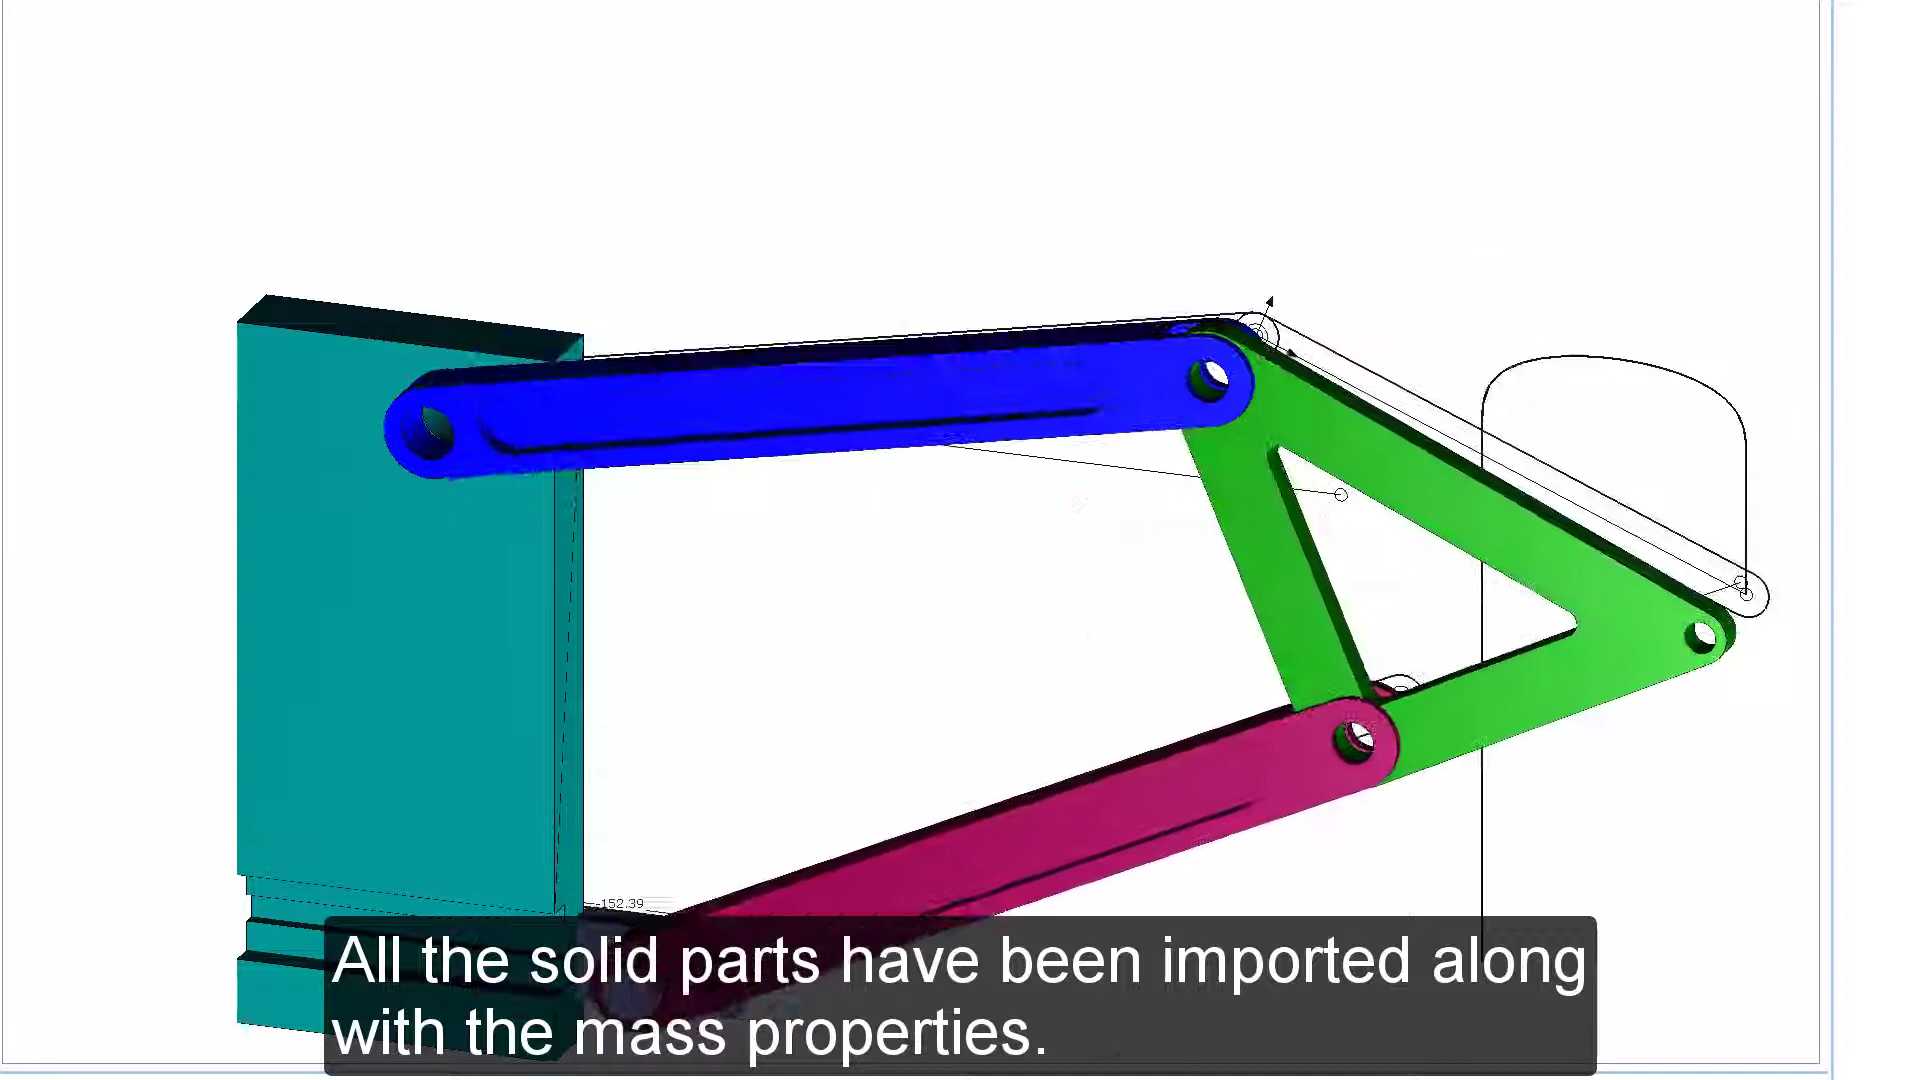 -152.39
All the solid parts have been imported along
with the mass properties.